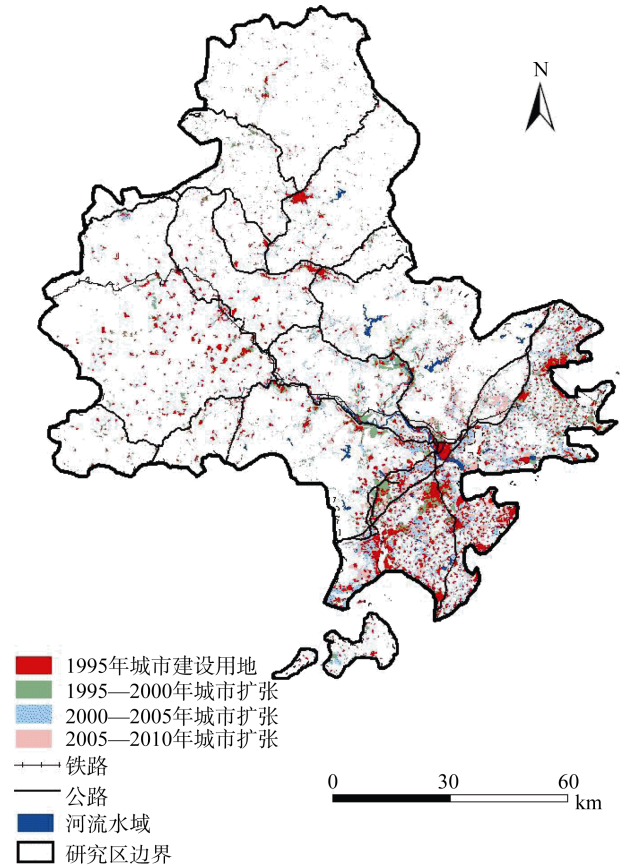 N
1995年城市建设用地
1995—2000年城市扩张
2000—2005年城市扩张
2005—2010年城市扩张
铁路
公路
河流水域
研究区边界
0 30 60
km